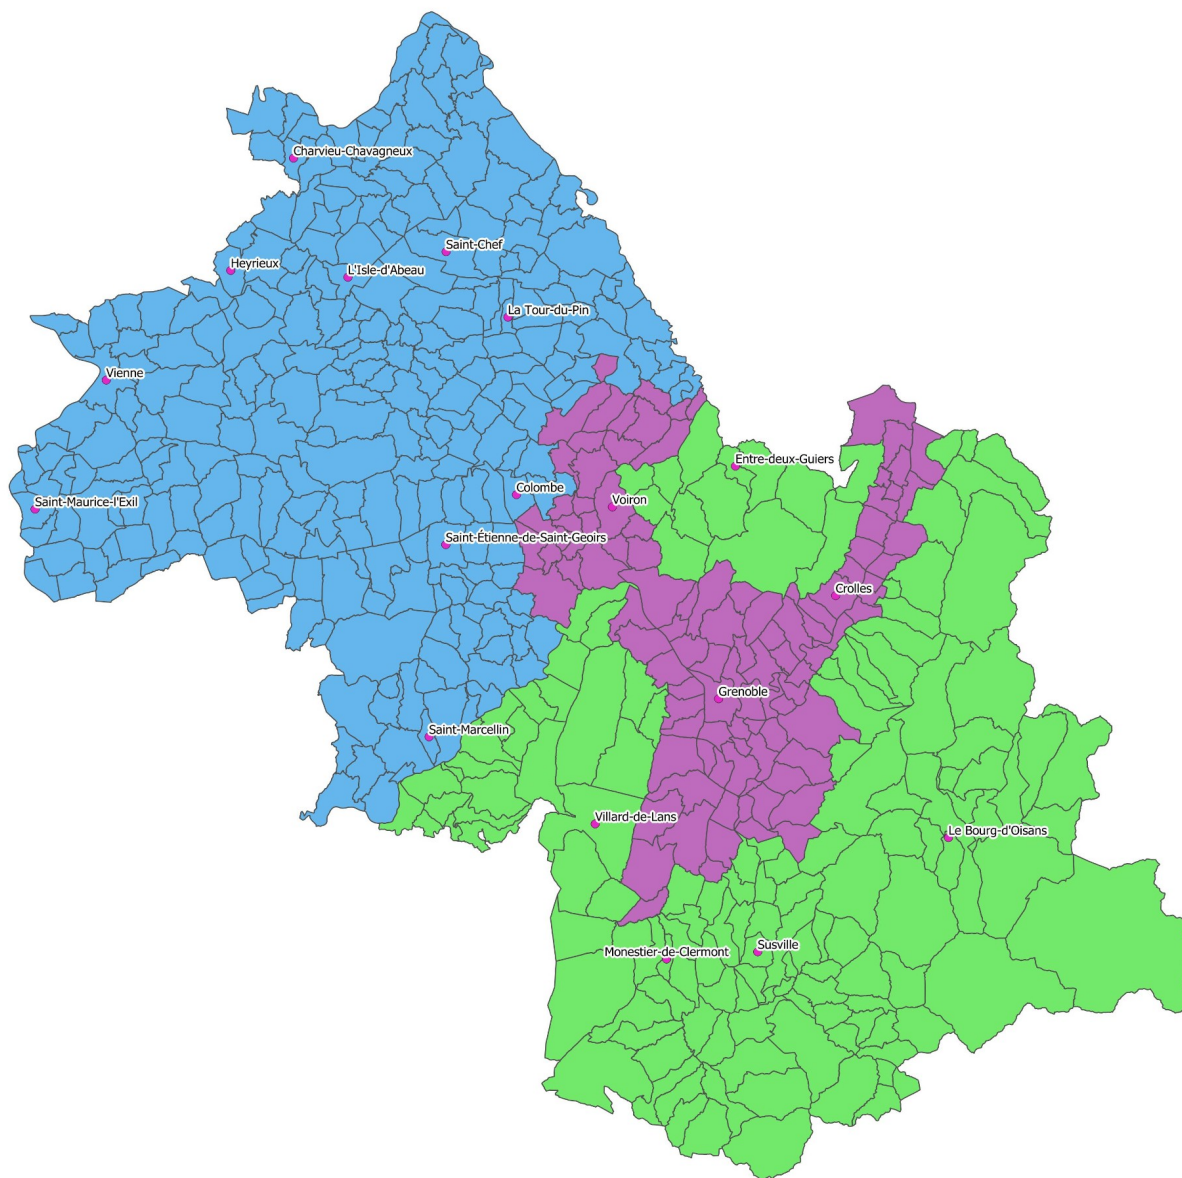 Charvieu-Chavagneux
Saint-Chef
Heyrieux
L'Isle-d'Abeau
La Tour-du-Pin
Vienne
Entre-deux-Guiers
Colombe
Saint-Maurice-l'Exil
Voiron
Saint-Étienne-de-Saint-Geoirs
Crolles
Grenoble
Saint-Marcellin
Villard-de-Lans
Le Bourg-d'Oisans
Susville
Monestier-de-Clermont